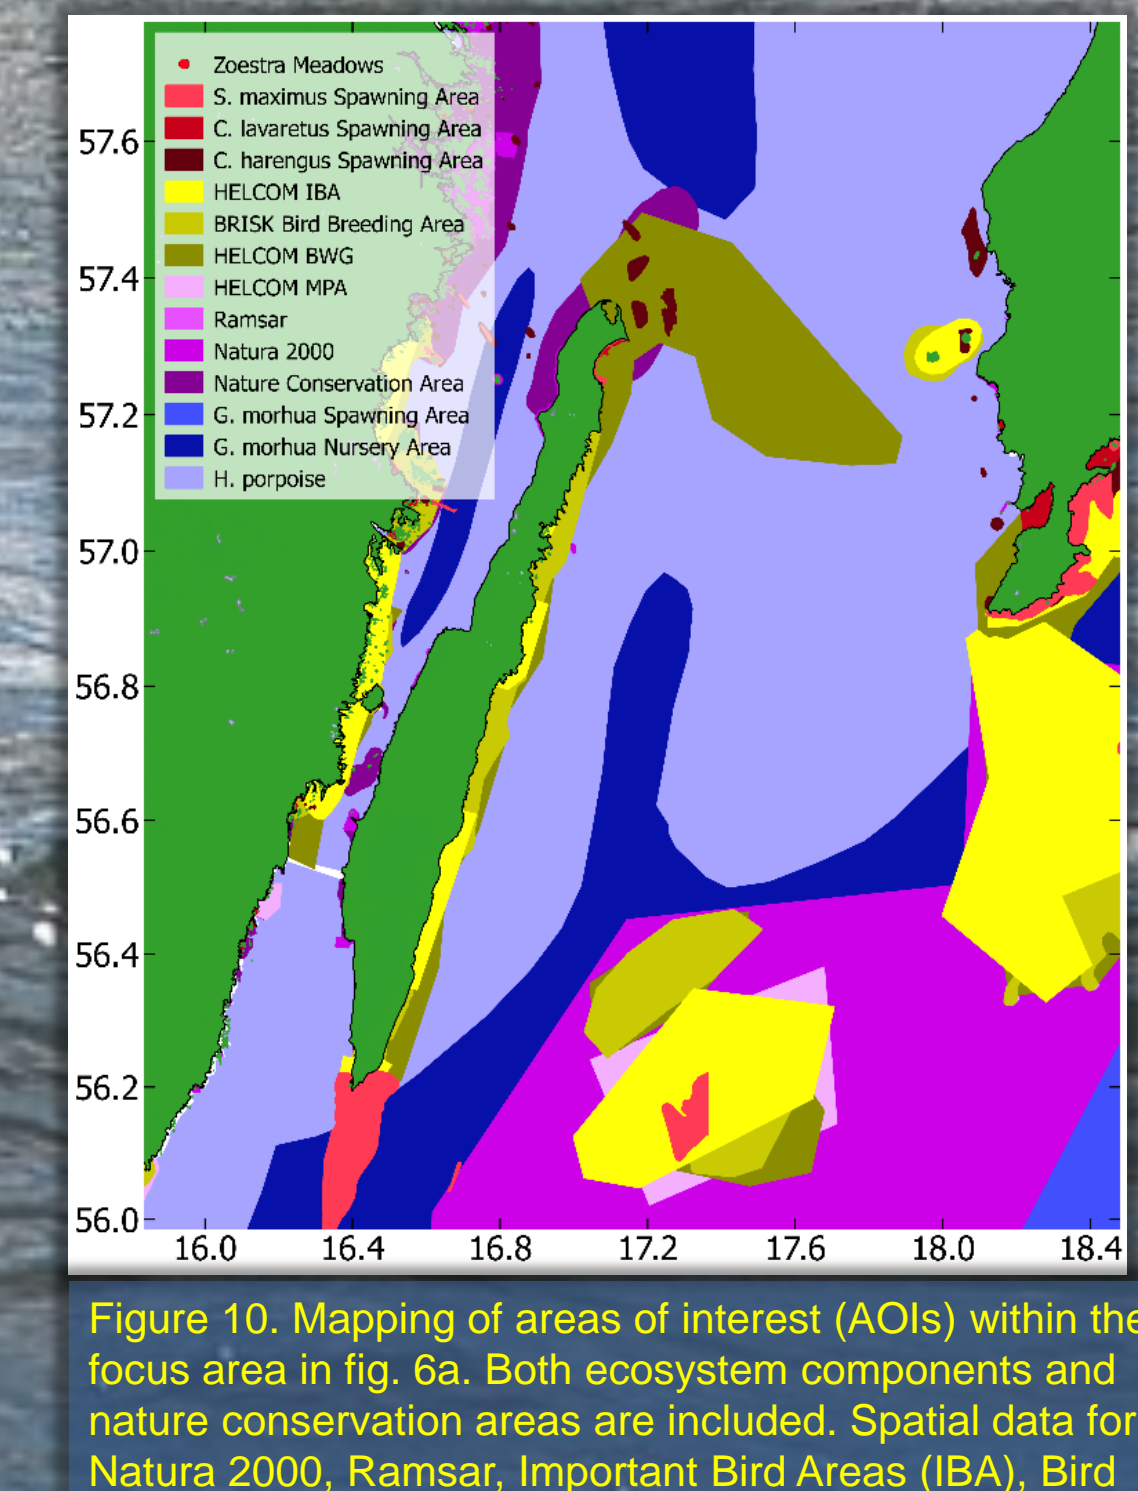 Zoestra Meadows
S. maximus Spawning Area
C. lavaretus Spawning Area
C. harengus Spawning Area
HELCOM IBA
BRISK Bird Breeding Area
HELCOM BWG
HELCOM MPA
Ramsar
Natura 2000
Nature Conservation Area
G. morhua Spawning Area
G. morhua Nursery Area
H. porpoise
57.6
57.4
57.2
57.0
56.8
56.6
56.4
56.2
56.0
16.0 16.4 16.8 17.2 17.6 18.0 18.4
Figure 10. Mapping of areas of interest (AOIs) within the
focus area in fig. 6a. Both ecosystem components and
nature conservation areas are included. Spatial data for
Natura 2000, Ramsar, Important Bird Areas (IBA), Bird